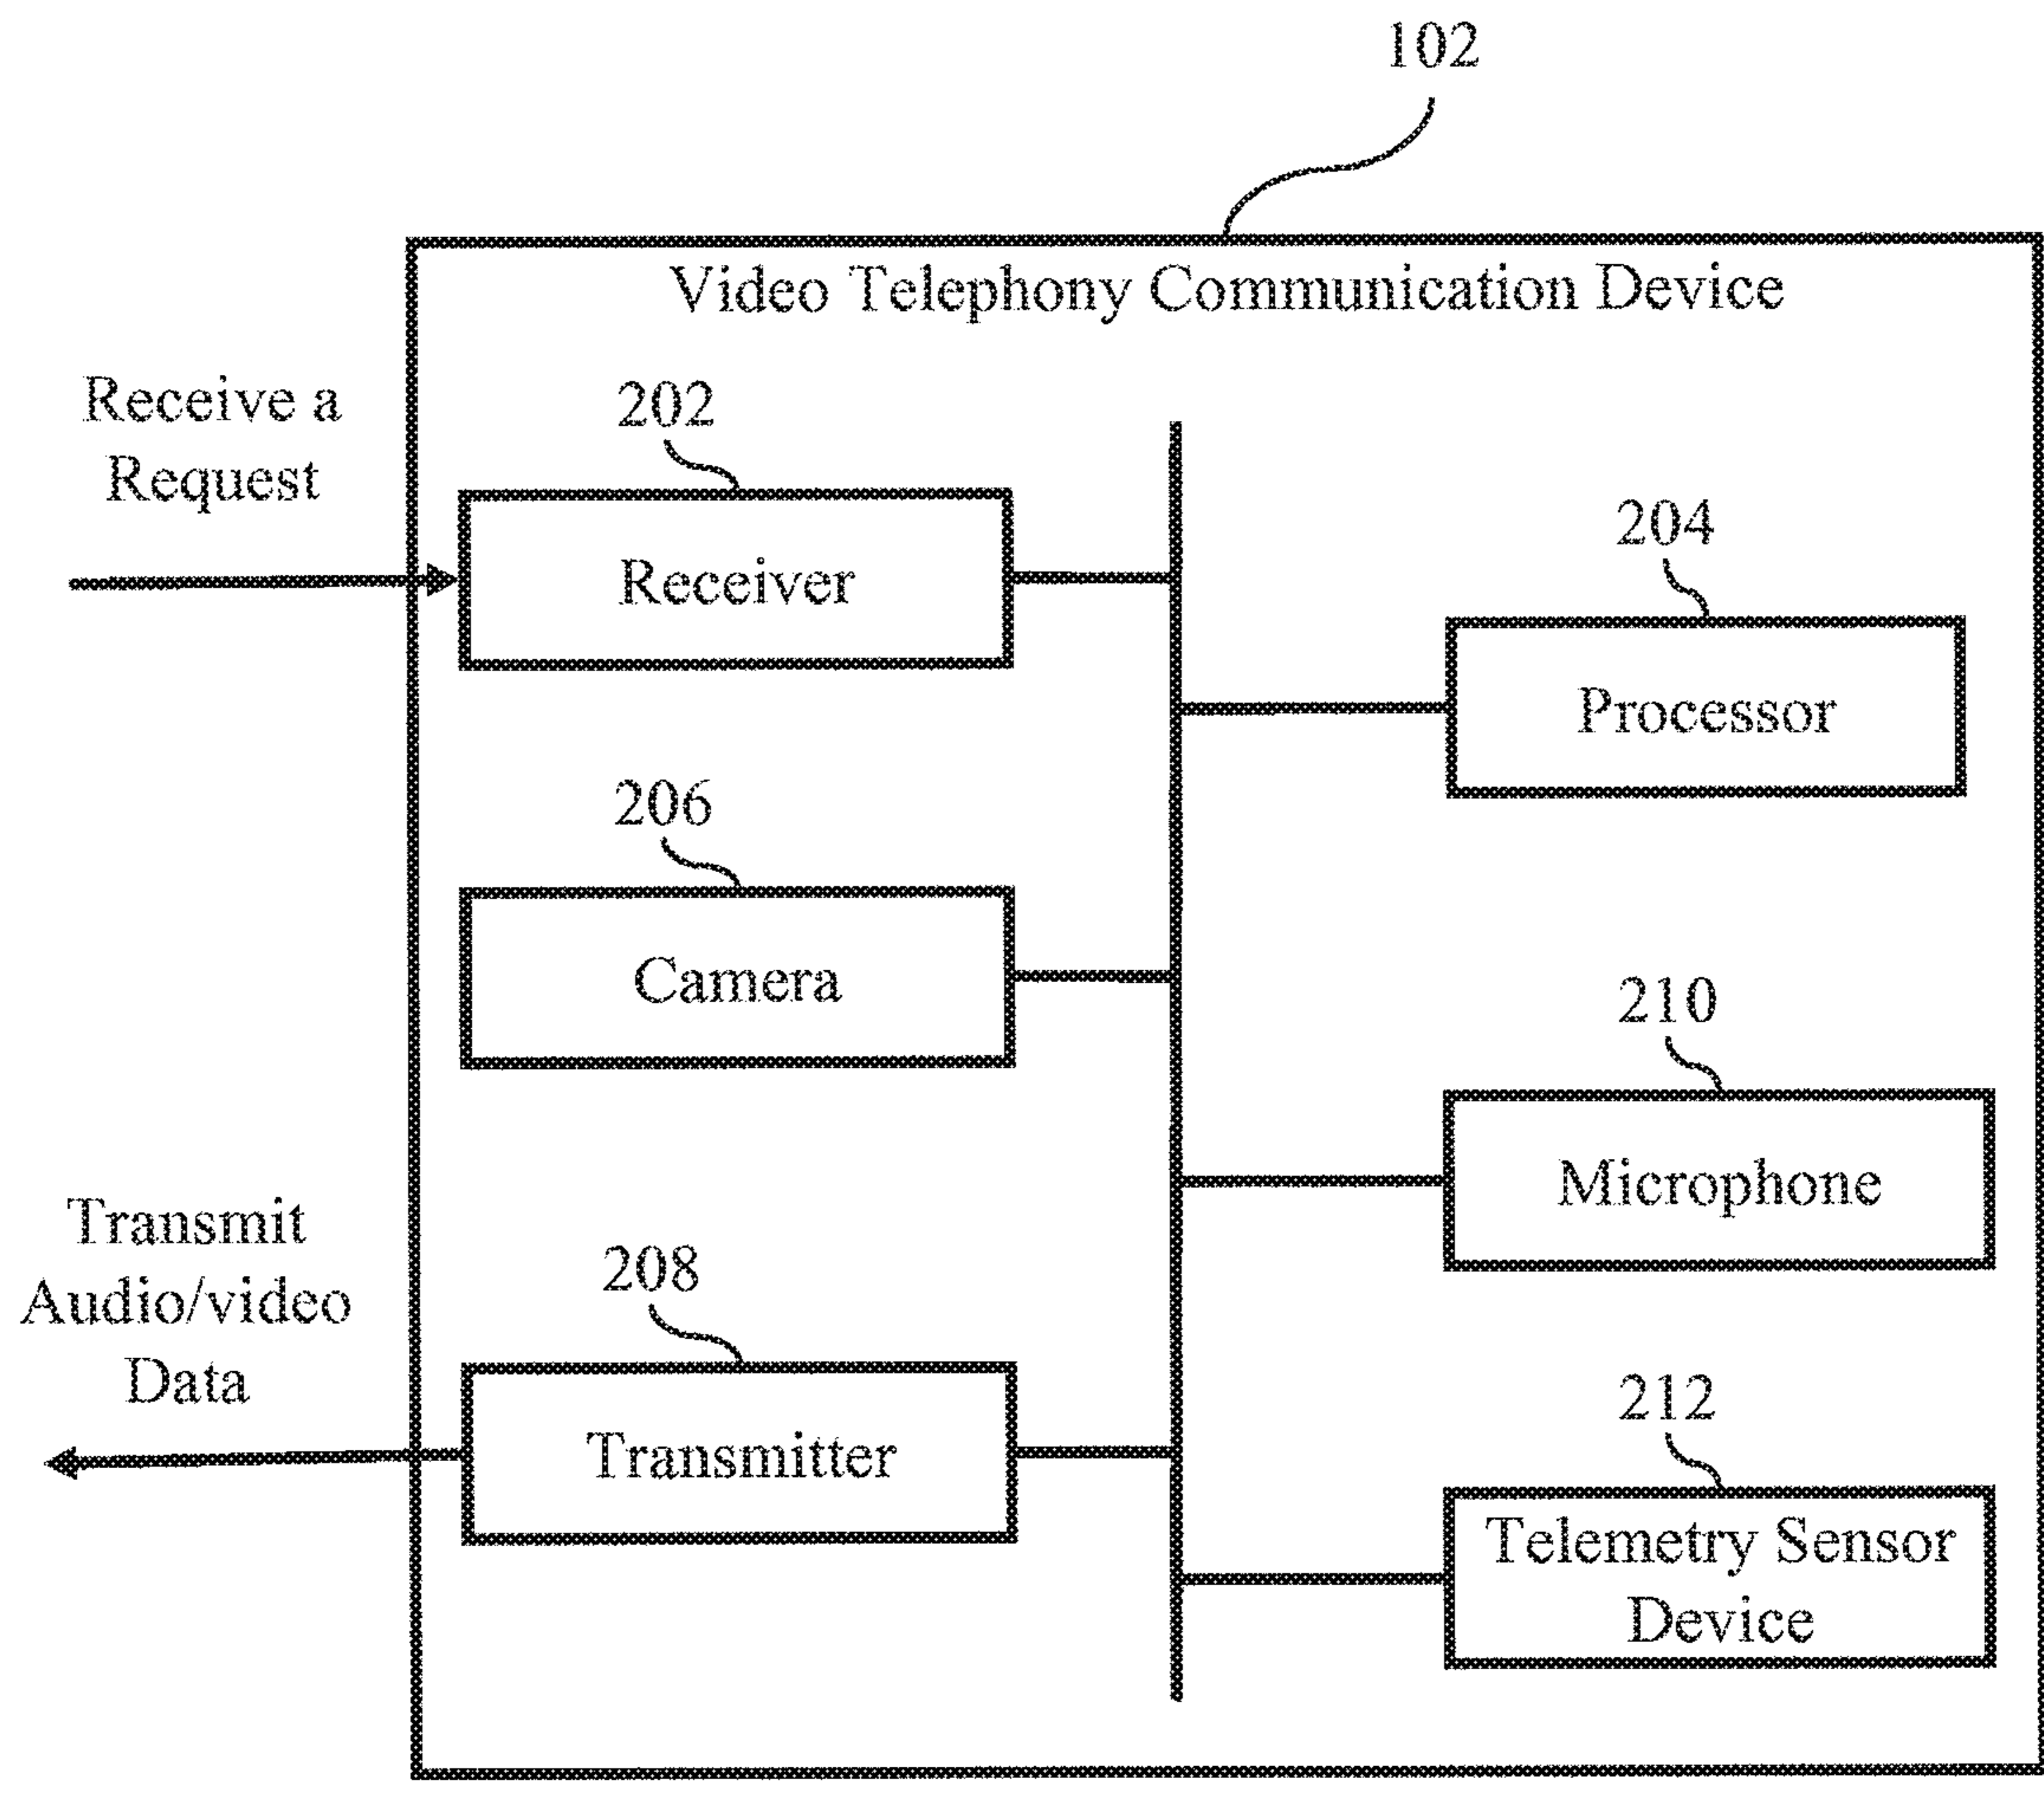 102
Video Telephony Communication Device
Receive a
Request
202
Receiver
204
Processor
206
Camera
210
Microphone
Transmit
Audio/video
Data
208
Transmitter
212
Telemetry Sensor
Device